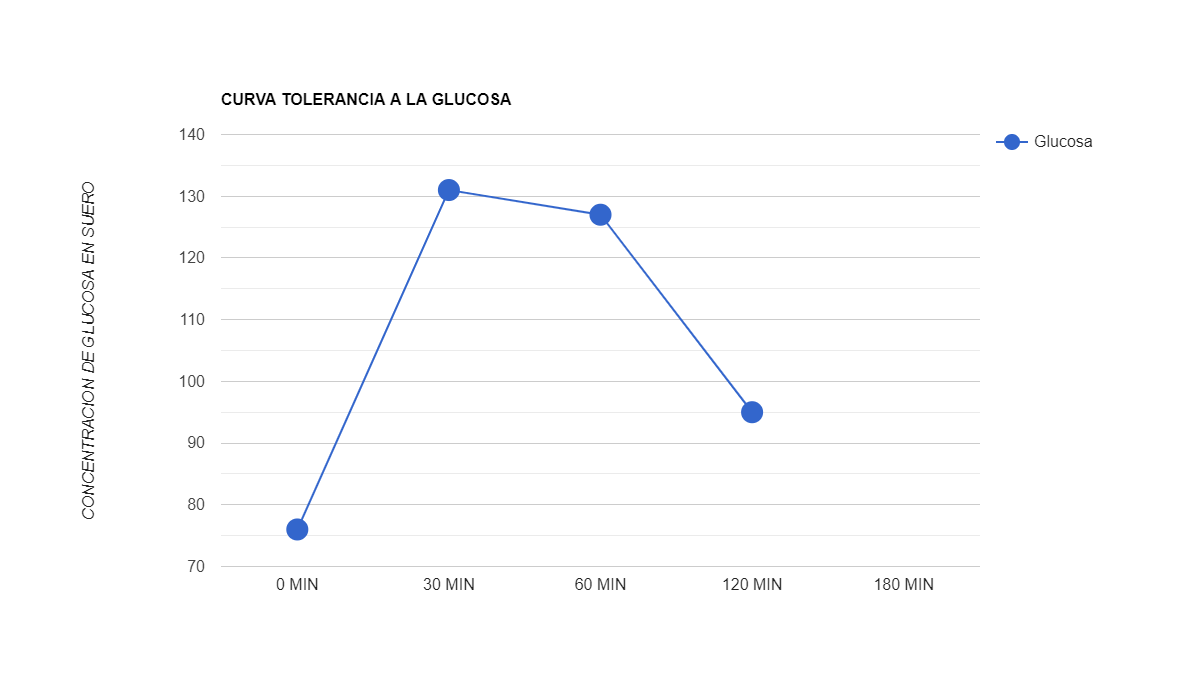 CURVA TOLERANCIA A LA GLUCOSA
140
130
120
110
100
90
80
70
CONCENTRACION DE GLUCOSA EN SUERO
0 MIN
30 MIN
60 MIN
120 MIN
180 MIN
Glucosa